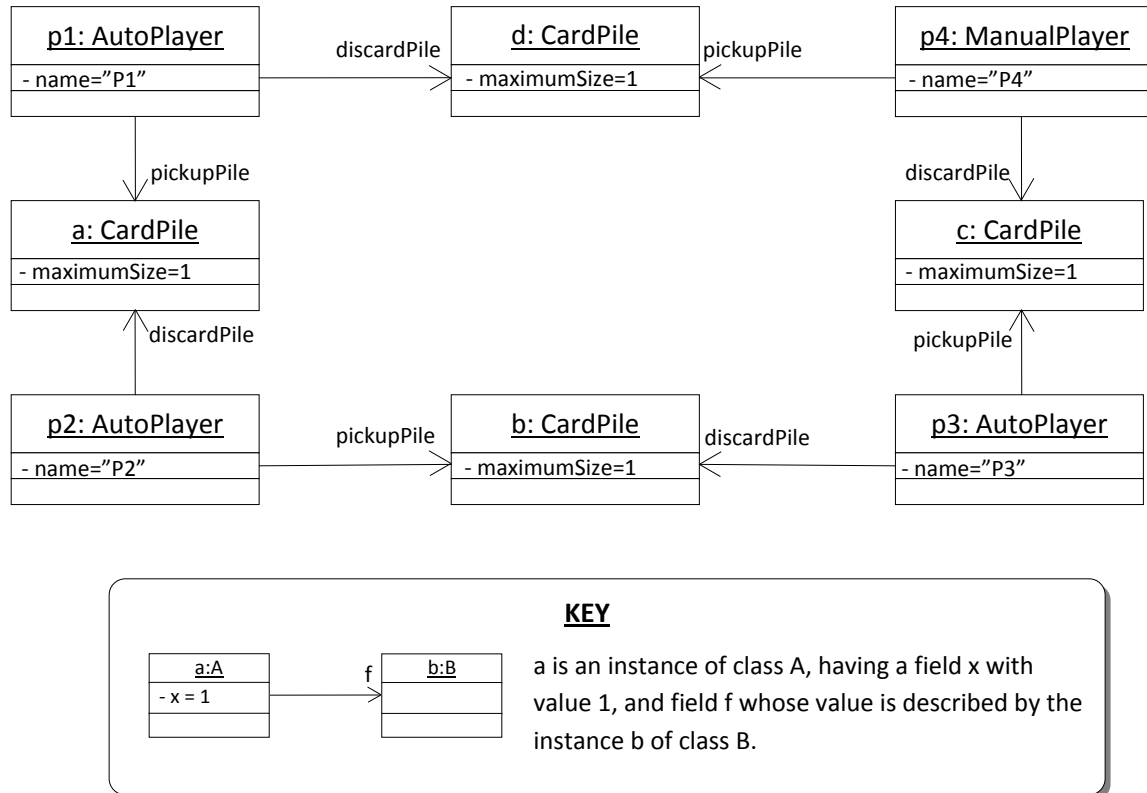 p1: AutoPlayer
- name=”P1”
discardPile
d: CardPile
- maximumSize=1
pickupPile
p4: ManualPlayer
- name=”P4”
pickupPile
discardPile
a: CardPile
- maximumSize=1
c: CardPile
- maximumSize=1
discardPile
pickupPile
p2: AutoPlayer
- name=”P2”
pickupPile
b: CardPile
- maximumSize=1
discardPile
p3: AutoPlayer
- name=”P3”
KEY
a:A
- x = 1
f
b:B
a is an instance of class A, having a field x with
value 1, and field f whose value is described by the
instance b of class B.